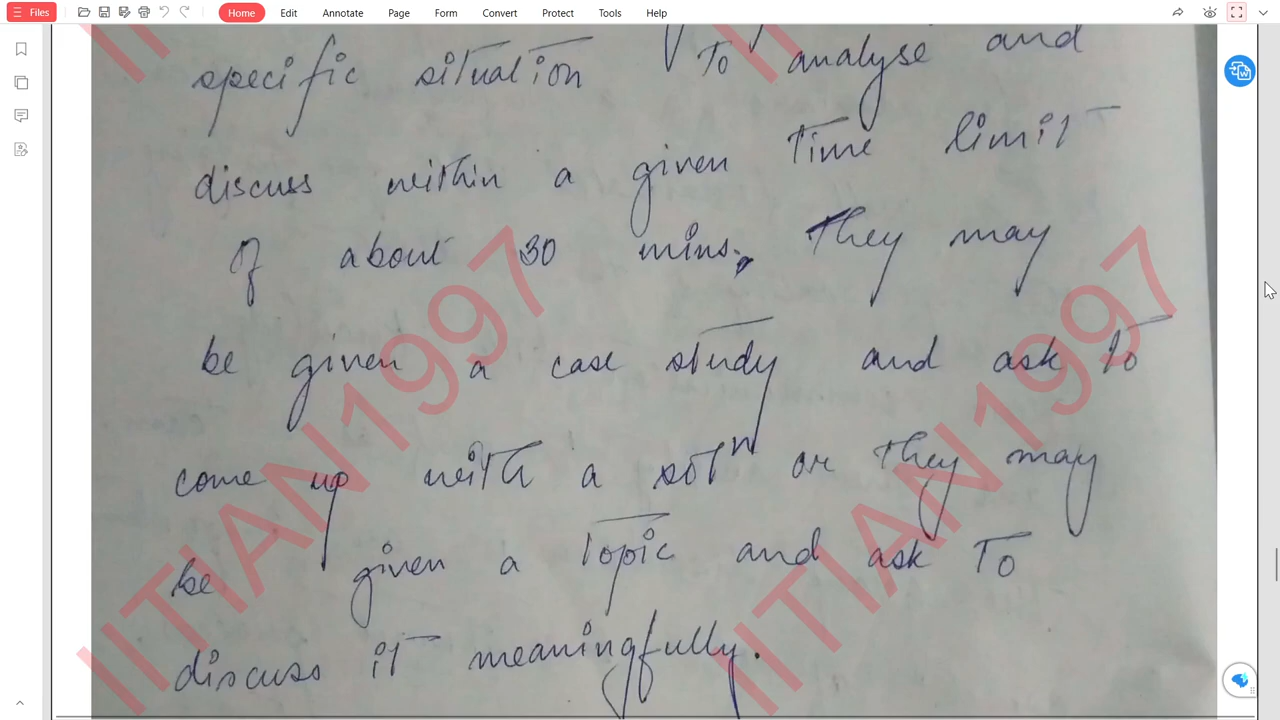 Files
Home Edit Annotate Page Form Convert Protect Tools Help
specific situation To analyse and
discuss within a given time limit
of about 30 mins. They may
be given a case study and ask to
come up with a solⁿ or they may
be given a Topic and ask To
discuss it meaningfully.
IITIAN1997
IITIAN1997